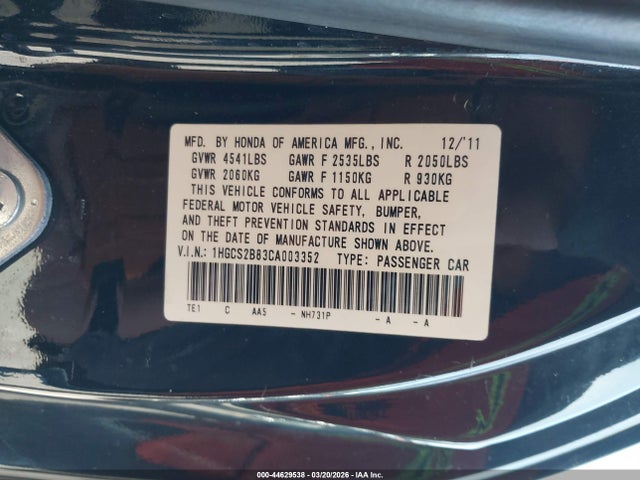 MFD. BY HONDA OF AMERICA MFG., INC. 12/'11
GVWR 4541LBS GAWR F 2535LBS R 2050LBS
GVWR 2060KG GAWR F 1150KG R 930KG
THIS VEHICLE CONFORMS TO ALL APPLICABLE
FEDERAL MOTOR VEHICLE SAFETY, BUMPER,
AND THEFT PREVENTION STANDARDS IN EFFECT
ON THE DATE OF MANUFACTURE SHOWN ABOVE.
V.I.N.: 1HGCS2B83CA003352 TYPE: PASSENGER CAR
TE1 C AA5 - NH731P - A - A
000-44629538 - 03/20/2026 - IAA Inc.